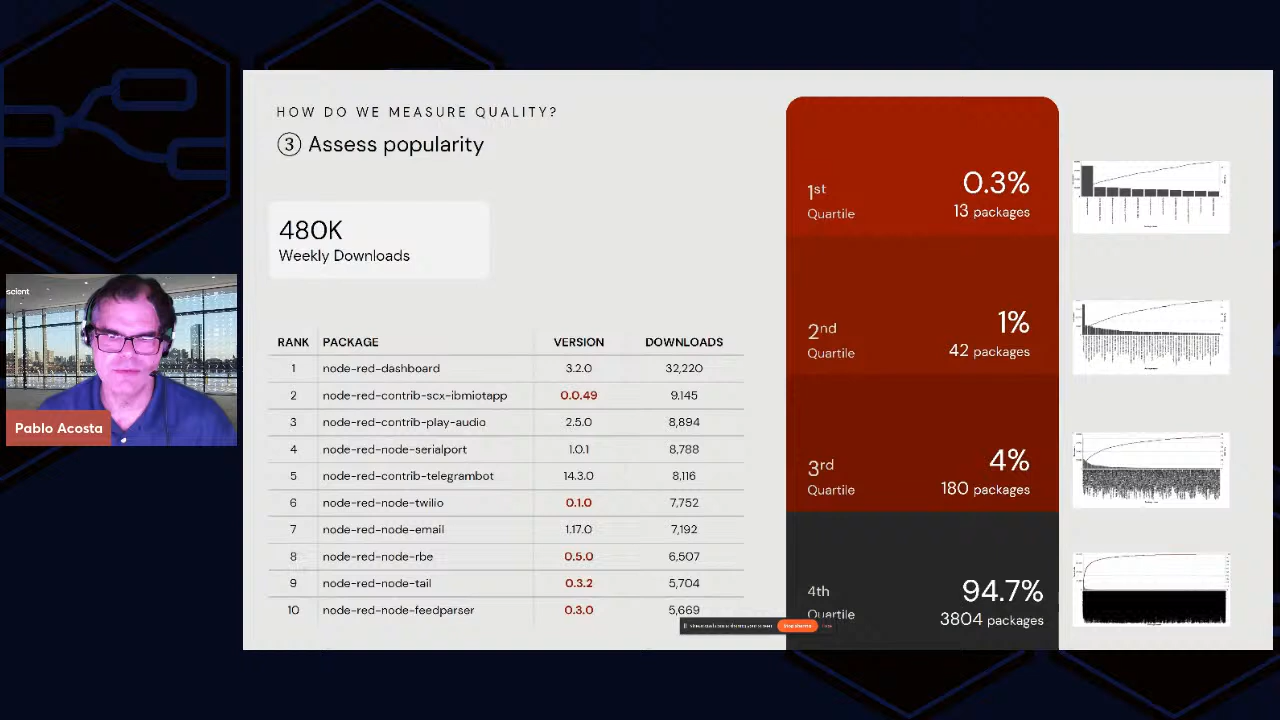 HOW DO WE MEASURE QUALITY?
3 Assess popularity
480K
Weekly Downloads
RANK PACKAGE VERSION DOWNLOADS
1 node-red-dashboard 3.2.0 32,220
2 node-red-contrib-scx-ibmiotapp 0.0.49 9,145
3 node-red-contrib-play-audio 2.5.0 8,894
4 node-red-node-serialport 1.0.1 8,788
5 node-red-contrib-telegrambot 14.3.0 8,116
6 node-red-node-twilio 0.1.0 7,752
7 node-red-node-email 1.17.0 7,192
8 node-red-node-rbe 0.5.0 6,507
9 node-red-node-tail 0.3.2 5,704
10 node-red-node-feedparser 0.3.0 5,669
1st Quartile
0.3%
13 packages
2nd Quartile
1%
42 packages
3rd Quartile
4%
180 packages
4th Quartile
94.7%
3804 packages
scient
Pablo Acosta
Stop sharing